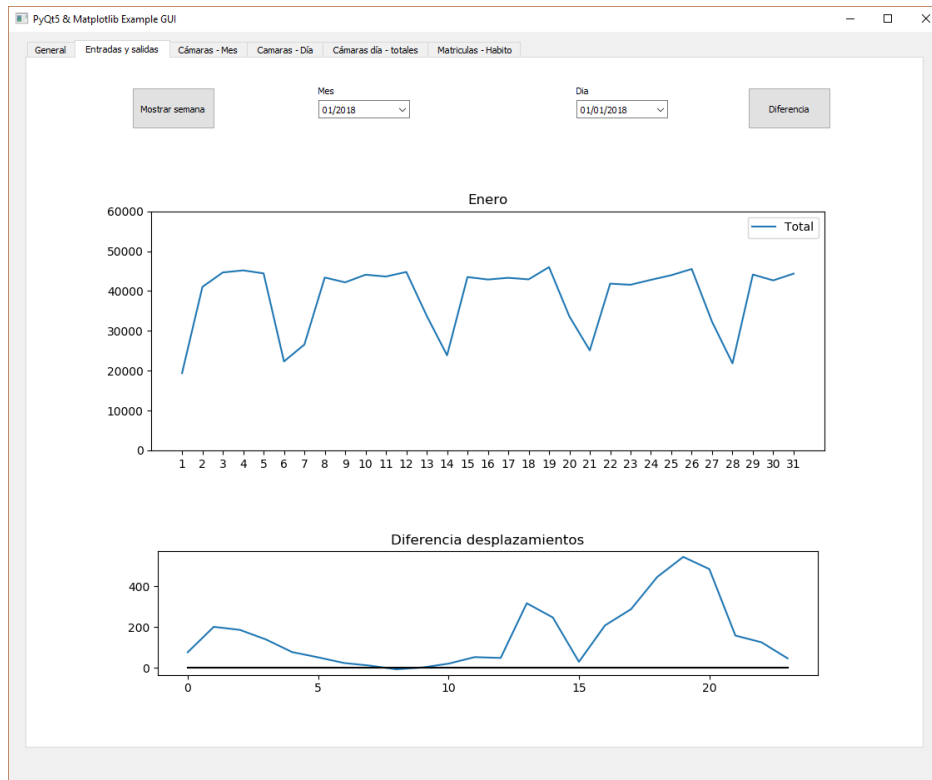 PyQt5 & Matplotlib Example GUI
General Entradas y salidas Cámaras - Mes Camaras - Día Cámaras día - totales Matriculas - Habito
Mes Dia
Mostrar semana 01/2018 01/01/2018 Diferencia
Enero
60000
50000
40000
30000
20000
10000
0
Total
1 2 3 4 5 6 7 8 9 10 11 12 13 14 15 16 17 18 19 20 21 22 23 24 25 26 27 28 29 30 31
Diferencia desplazamientos
400
200
0
0 5 10 15 20